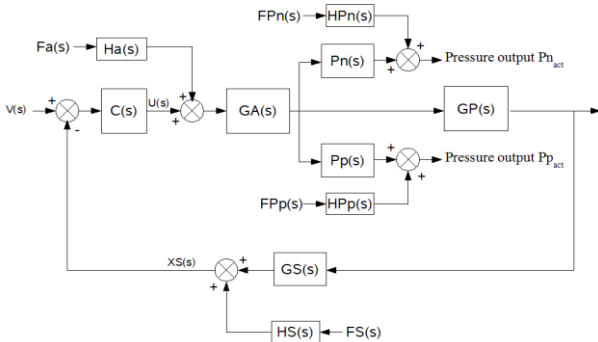 FPn(s)
HPn(s)
Fa(s)
Ha(s)
+
+
Pn(s)
Pressure output Pn_act
+
+
V(s)
+
-
C(s)
U(s)
+
GA(s)
GP(s)
+
+
Pp(s)
Pressure output Pp_act
FPp(s)
HPp(s)
XS(s)
+
+
GS(s)
HS(s)
FS(s)